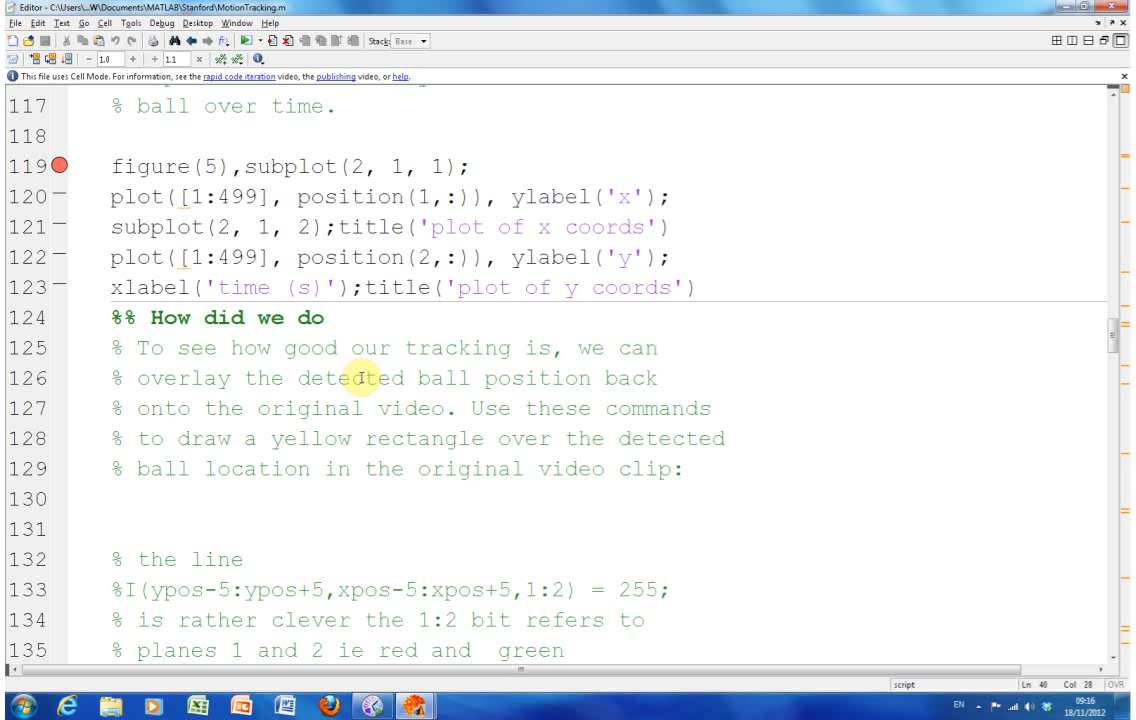 Editor - C:\Users\...W\Documents\MATLAB\Stanford\MotionTracking.m
File Edit Text Go Cell Tools Debug Desktop Window Help
Stack: Base
1.0 1.1
This file uses Cell Mode. For information, see the rapid code iteration video, the publishing video, or help.
117 % ball over time.
118
119 figure(5),subplot(2, 1, 1);
120 plot([1:499], position(1,:)), ylabel('x');
121 subplot(2, 1, 2);title('plot of x coords')
122 plot([1:499], position(2,:)), ylabel('y');
123 xlabel('time (s)');title('plot of y coords')
124 %% How did we do
125 % To see how good our tracking is, we can
126 % overlay the detected ball position back
127 % onto the original video. Use these commands
128 % to draw a yellow rectangle over the detected
129 % ball location in the original video clip:
130
131
132 % the line
133 %I(ypos-5:ypos+5,xpos-5:xpos+5,1:2) = 255;
134 % is rather clever the 1:2 bit refers to
135 % planes 1 and 2 ie red and  green
script Ln 40 Col 28 OVR
EN 09:16
18/11/2012